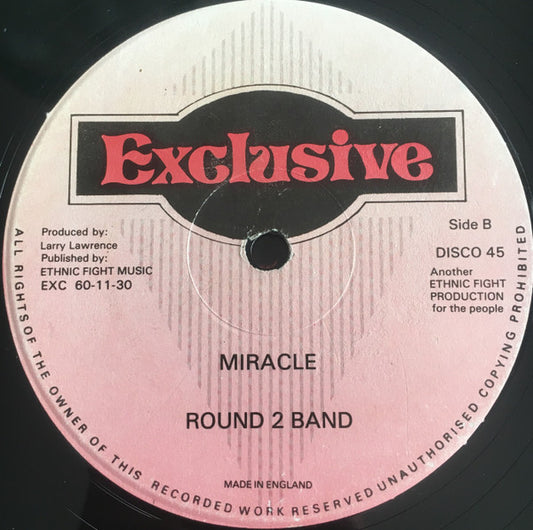 Exclusive
Produced by:
Larry Lawrence
Published by:
ETHNIC FIGHT MUSIC
EXC 60-11-30
Side B
DISCO 45
Another
ETHNIC FIGHT
PRODUCTION
for the people
MIRACLE
ROUND 2 BAND
MADE IN ENGLAND
ALL RIGHTS OF THE OWNER OF THIS RECORDED WORK RESERVED UNAUTHORISED COPYING PROHIBITED